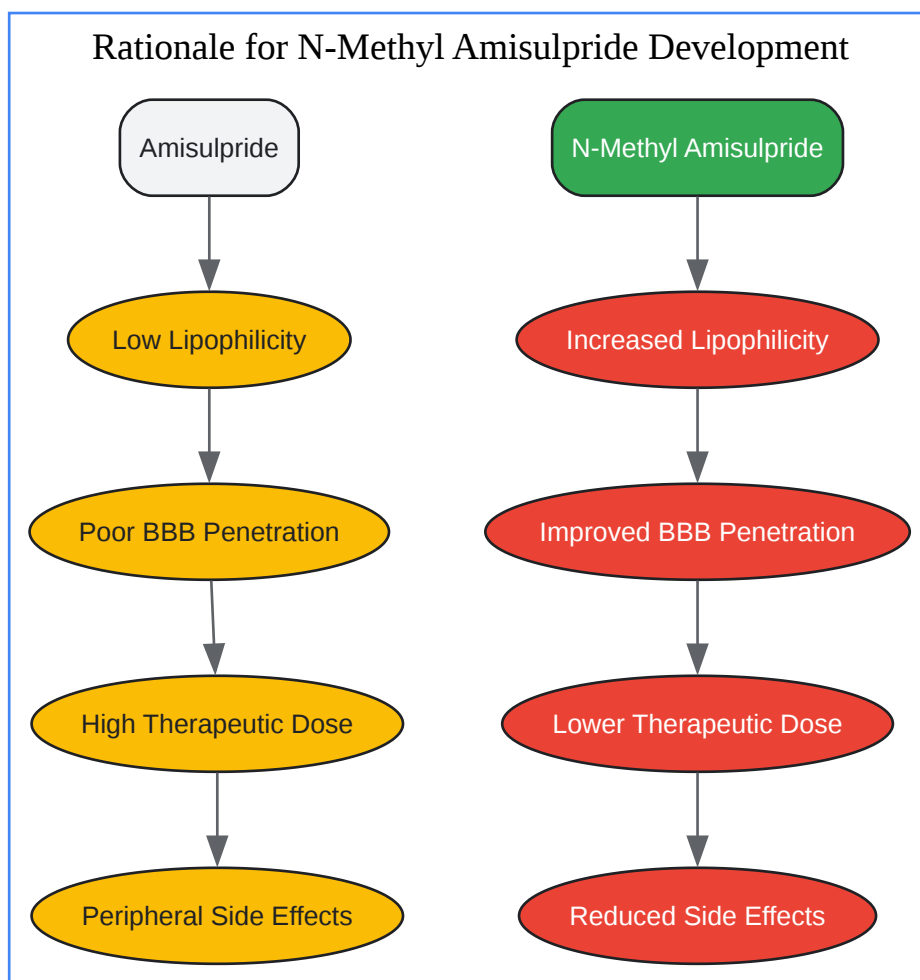 Rationale for N-Methyl Amisulpride Development
Amisulpride
N-Methyl Amisulpride
Low Lipophilicity
Increased Lipophilicity
Poor BBB Penetration
Improved BBB Penetration
High Therapeutic Dose
Lower Therapeutic Dose
Peripheral Side Effects
Reduced Side Effects